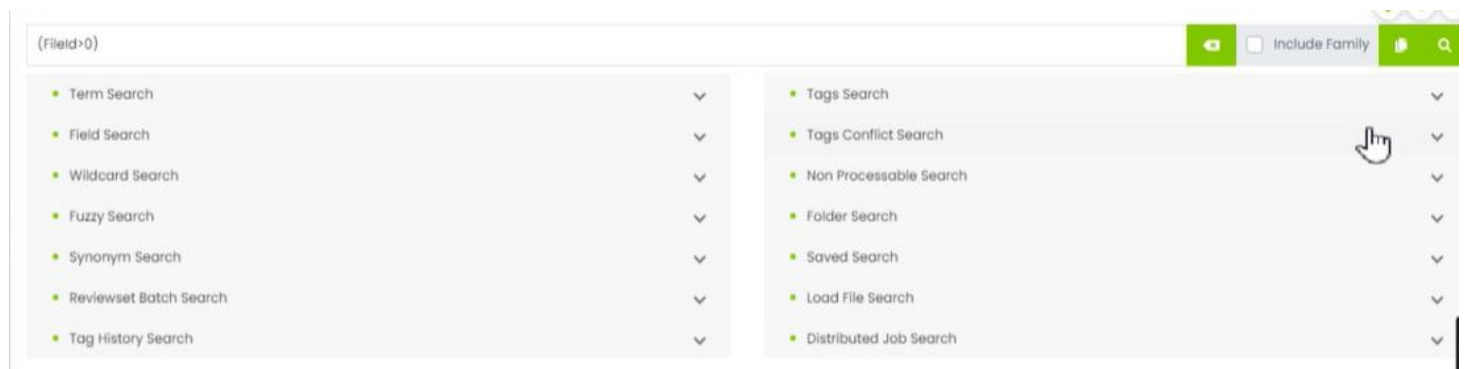 (FileId>0)
Include Family
Term Search
Field Search
Wildcard Search
Fuzzy Search
Synonym Search
Reviewset Batch Search
Tag History Search
Tags Search
Tags Conflict Search
Non Processable Search
Folder Search
Saved Search
Load File Search
Distributed Job Search